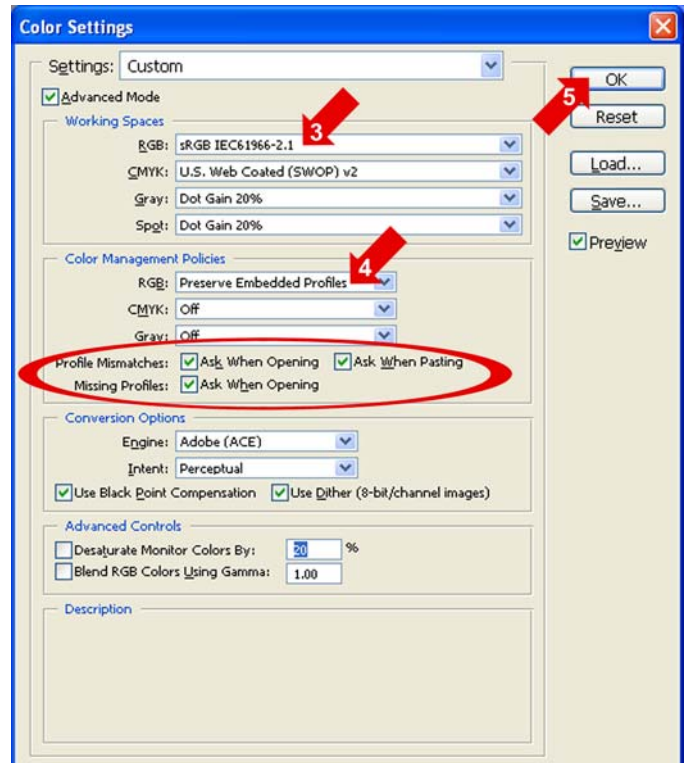 Color Settings
Settings: Custom
OK
5
Advanced Mode
Reset
Working Spaces
3
RGB: sRGB IEC61966-2.1
CMYK: U.S. Web Coated (SWOP) v2
Load...
Gray: Dot Gain 20%
Save...
Spot: Dot Gain 20%
Preview
Color Management Policies
4
RGB: Preserve Embedded Profiles
CMYK: Off
Gray: Off
Profile Mismatches: Ask When Opening Ask When Pasting
Missing Profiles: Ask When Opening
Conversion Options
Engine: Adobe (ACE)
Intent: Perceptual
Use Black Point Compensation Use Dither (8-bit/channel images)
Advanced Controls
Desaturate Monitor Colors By: 20 %
Blend RGB Colors Using Gamma: 1.00
Description